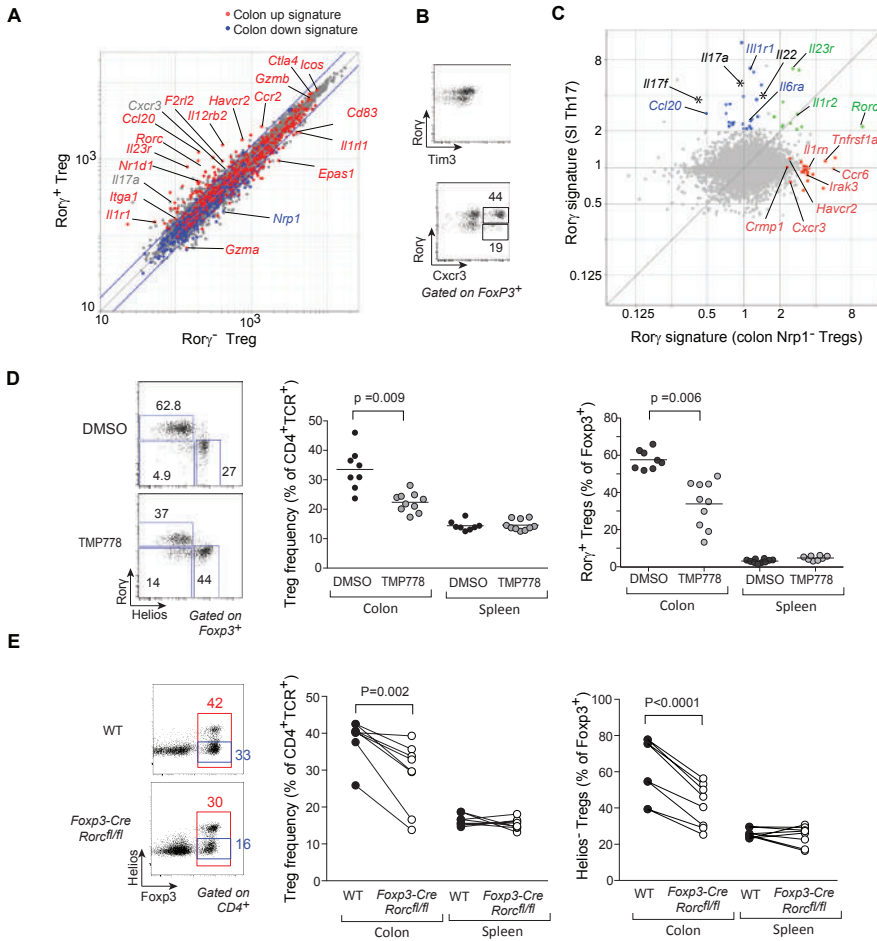 A
Colon up signature
Colon down signature
Ctla4
Icos
Gzmb
Cxcr3
F2rl2
Havcr2
Ccr2
Cd83
Ccl20
Il12rb2
Rorc
Il1rl1
Il23r
Nr1d1
Epas1
Il17a
Itga1
Nrp1
Il1r1
Gzma
10³
10
10
10³
Rorγ⁺ Treg
Rorγ⁻ Treg
B
Rorγ
Tim3
44
19
Rorγ
Cxcr3
Gated on FoxP3⁺
C
8
4
2
1
0.5
0.125
Rorγ signature (SI Th17)
Il1r1
Il23r
Il17a
Il22
Il17f
Il6ra
Ccl20
Il1r2
Rorc
Il1rn
Tnfrsf1a
Ccr6
Irak3
Havcr2
Crmp1
Cxcr3
0.125
0.5
1
2
8
Rorγ signature (colon Nrp1⁻ Tregs)
D
DMSO
62.8
4.9
27
TMP778
37
14
44
Rorγ
Helios
Gated on
Foxp3⁺
Treg frequency (% of CD4⁺TCR⁺)
50
40
30
20
10
0
p =0.009
DMSO
TMP778
DMSO
TMP778
Colon
Spleen
Rorγ⁺ Tregs (% of Foxp3⁺)
80
60
40
20
0
p =0.006
DMSO
TMP778
DMSO
TMP778
Colon
Spleen
E
WT
42
33
Foxp3-Cre
Rorcfl/fl
30
16
Helios
Foxp3
Gated on
CD4⁺
Treg frequency (% of CD4⁺TCR⁺)
50
40
30
20
10
0
P=0.002
WT
Foxp3-Cre
Rorcfl/fl
WT
Foxp3-Cre
Rorcfl/fl
Colon
Spleen
Helios⁻ Tregs (% of Foxp3⁺)
100
80
60
40
20
0
P<0.0001
WT
Foxp3-Cre
Rorcfl/fl
WT
Foxp3-Cre
Rorcfl/fl
Colon
Spleen